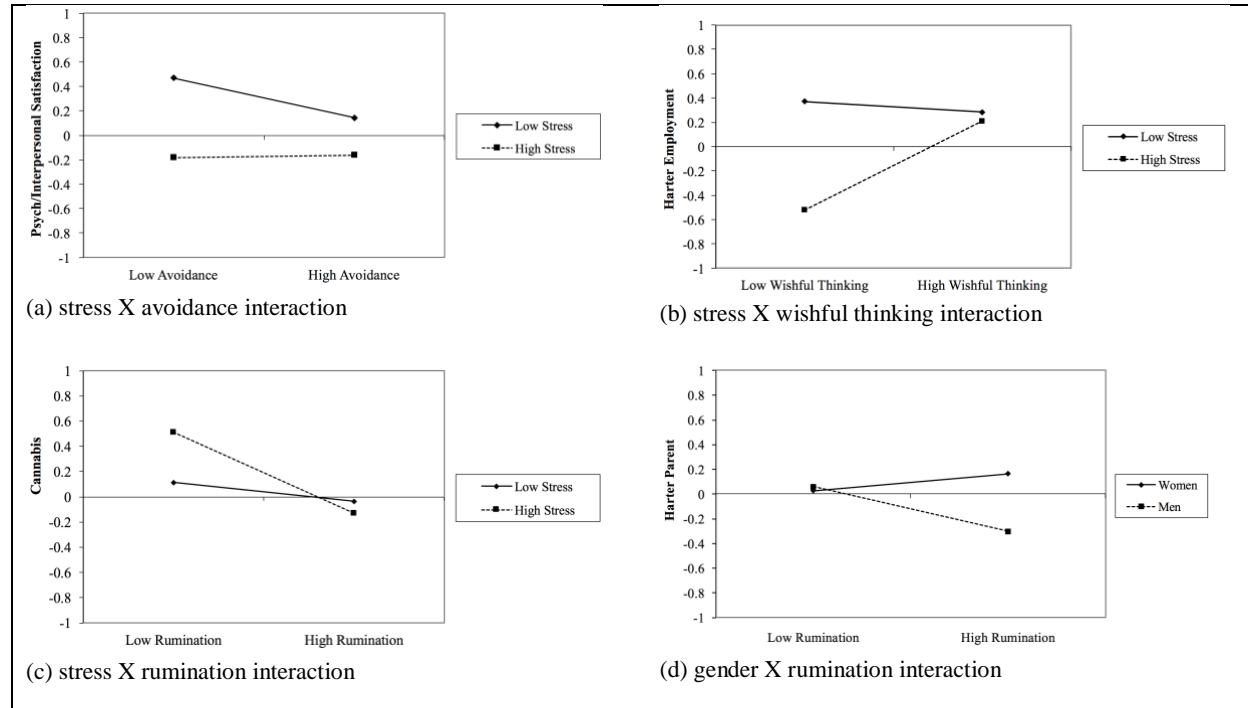 1
0.8
0.6
0.4
0.2
0
-0.2
-0.4
-0.6
-0.8
-1
Psych/Interpersonal Satisfaction
Low Avoidance High Avoidance
Low Stress
High Stress
(a) stress X avoidance interaction
1
0.8
0.6
0.4
0.2
0
-0.2
-0.4
-0.6
-0.8
-1
Harter Employment
Low Wishful Thinking High Wishful Thinking
Low Stress
High Stress
(b) stress X wishful thinking interaction
1
0.8
0.6
0.4
0.2
0
-0.2
-0.4
-0.6
-0.8
-1
Cannabis
Low Rumination High Rumination
Low Stress
High Stress
(c) stress X rumination interaction
1
0.8
0.6
0.4
0.2
0
-0.2
-0.4
-0.6
-0.8
-1
Harter Parent
Low Rumination High Rumination
Women
Men
(d) gender X rumination interaction